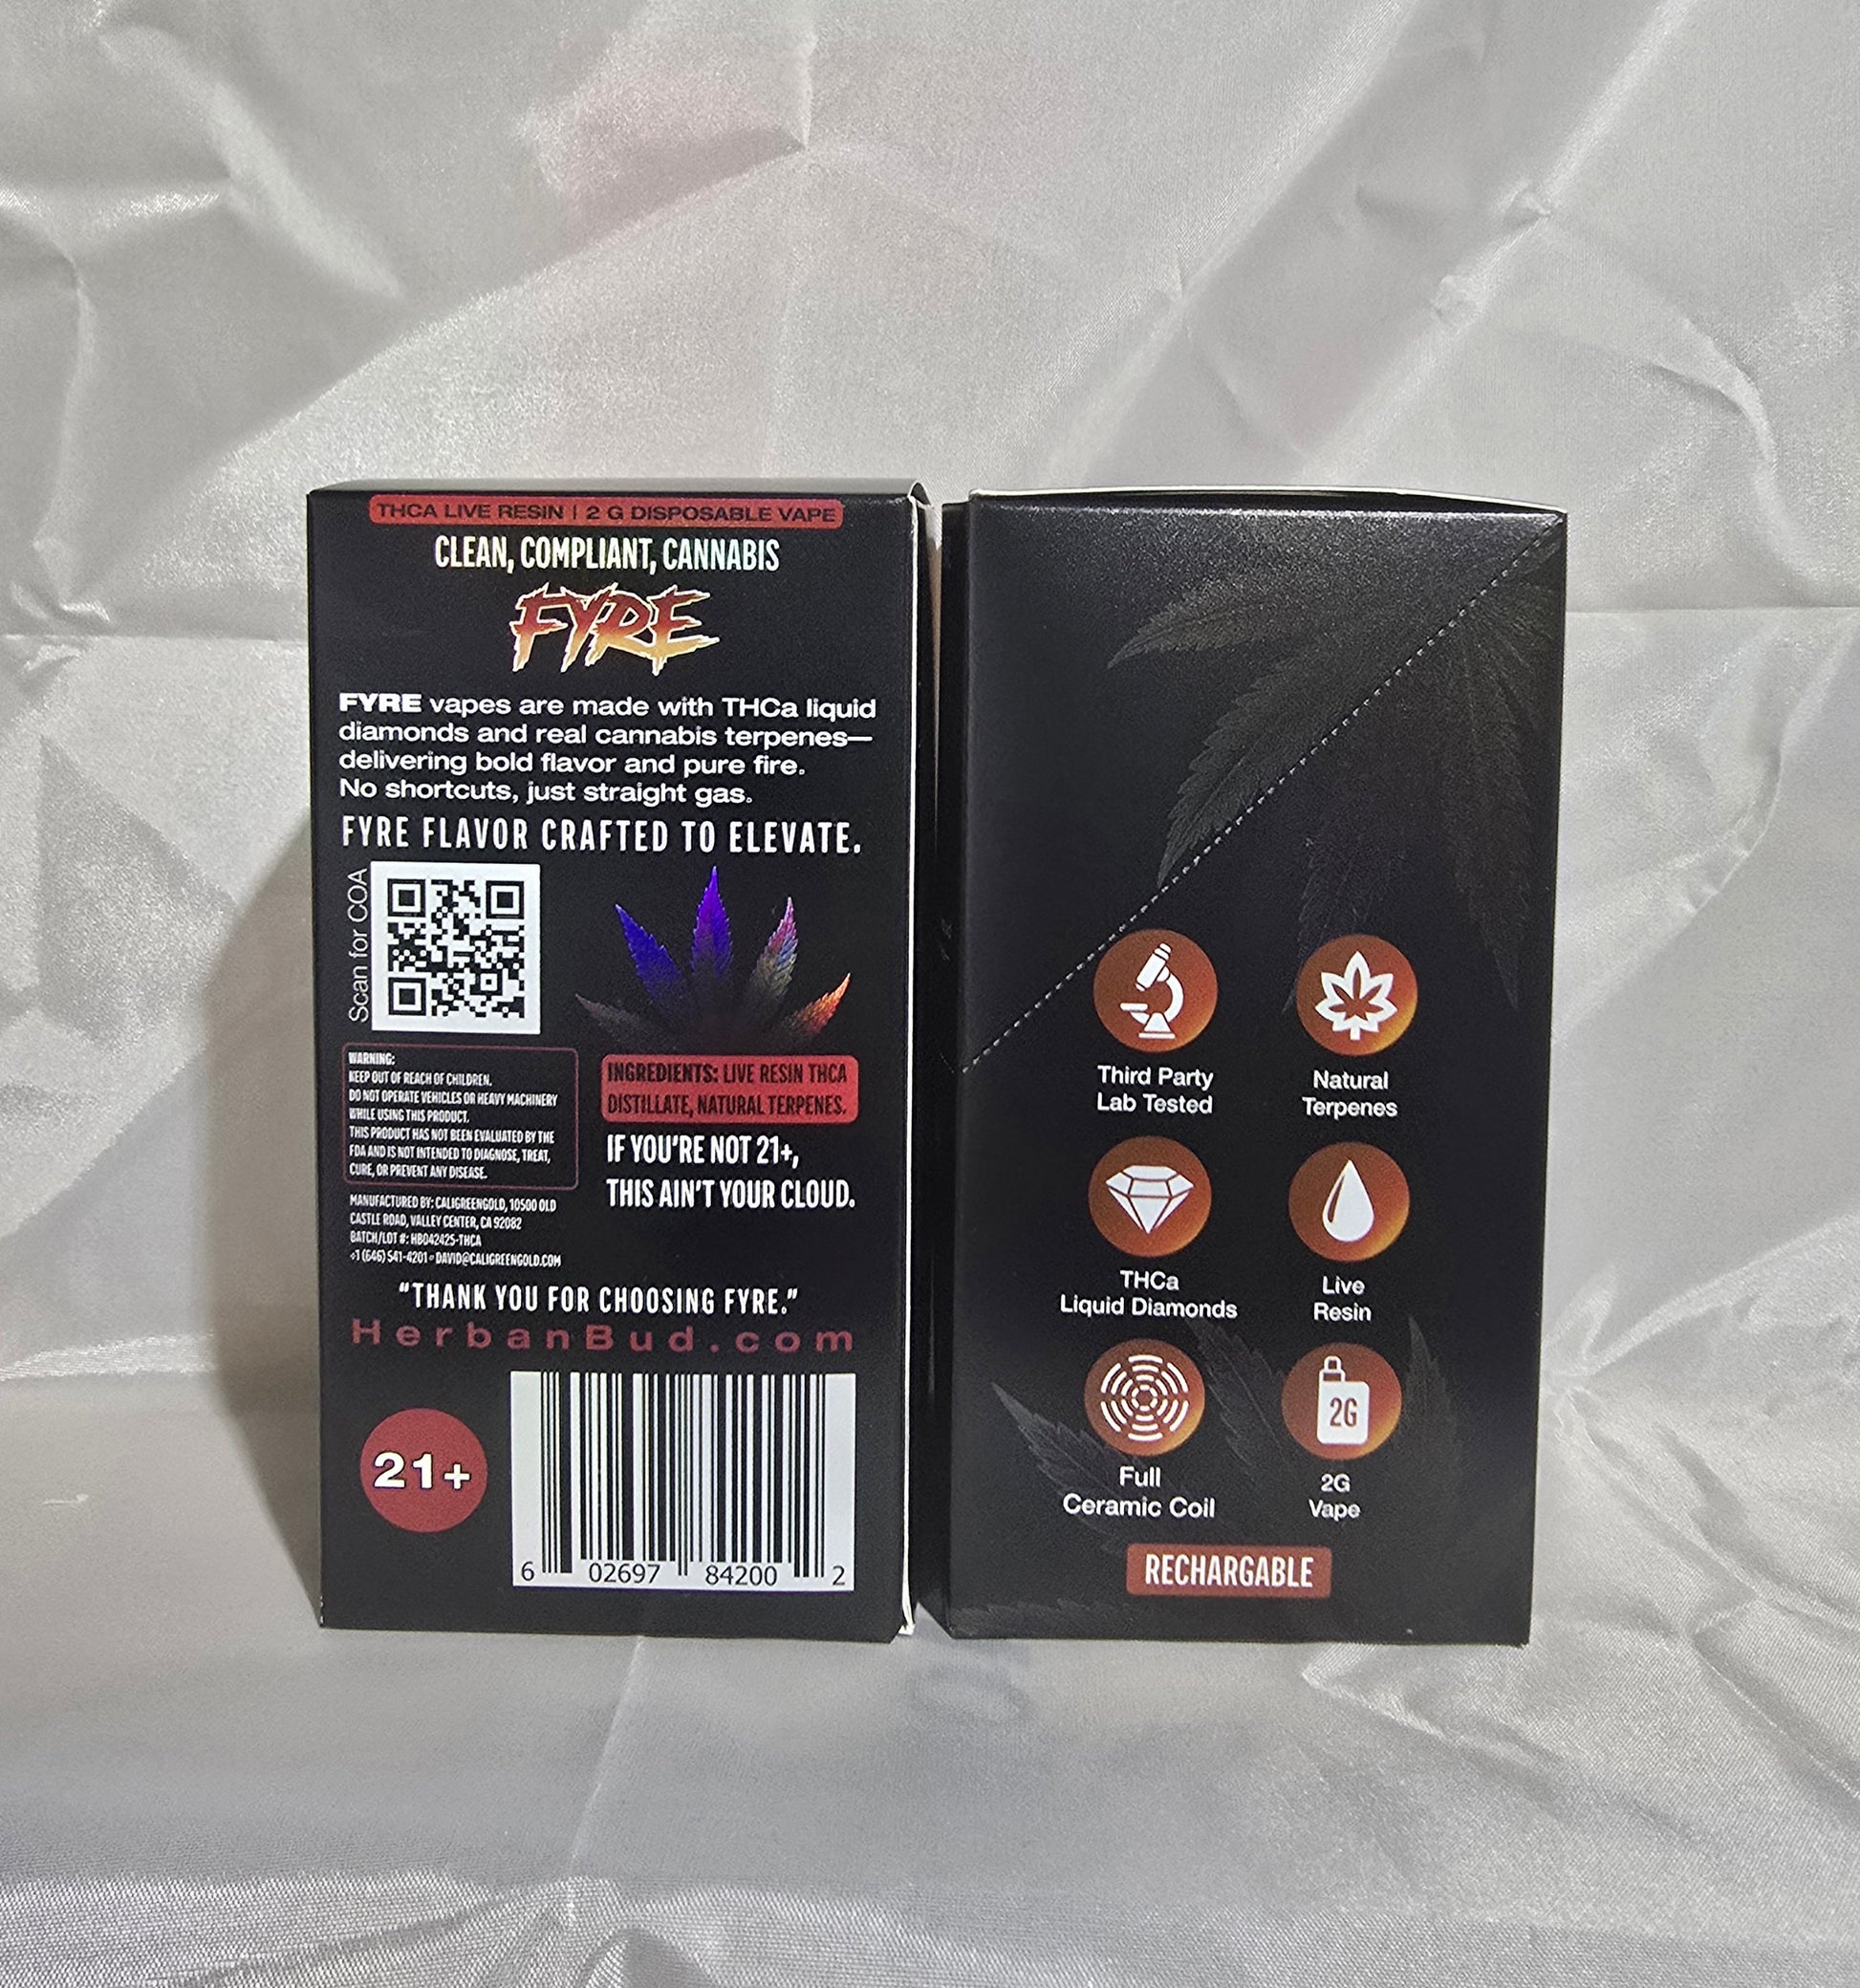 THCA LIVE RESIN | 2 G DISPOSABLE VAPE
CLEAN, COMPLIANT, CANNABIS
FYRE
FYRE vapes are made with THCa liquid
diamonds and real cannabis terpenes—
delivering bold flavor and pure fire.
No shortcuts, just straight gas.
FYRE FLAVOR CRAFTED TO ELEVATE.
Scan for COA
WARNING:
KEEP OUT OF REACH OF CHILDREN.
DO NOT OPERATE VEHICLES OR HEAVY MACHINERY
WHILE USING THIS PRODUCT.
THIS PRODUCT HAS NOT BEEN EVALUATED BY THE
FDA AND IS NOT INTENDED TO DIAGNOSE, TREAT,
CURE, OR PREVENT ANY DISEASE.
MANUFACTURED BY: CALIGREENGOLD, 10500 OLD
CASTLE ROAD, VALLEY CENTER, CA 92082
BATCH/LOT #: HB042425-THCA
+1 (646) 541-4201 - DAVID@CALIGREENGOLD.COM
INGREDIENTS: LIVE RESIN THCA
DISTILLATE, NATURAL TERPENES.
IF YOU'RE NOT 21+,
THIS AIN'T YOUR CLOUD.
"THANK YOU FOR CHOOSING FYRE."
HerbanBud.com
21+
6 02697 84200 2
Third Party
Lab Tested
Natural
Terpenes
THCa
Liquid Diamonds
Live
Resin
Full
Ceramic Coil
2G
2G
Vape
RECHARGABLE